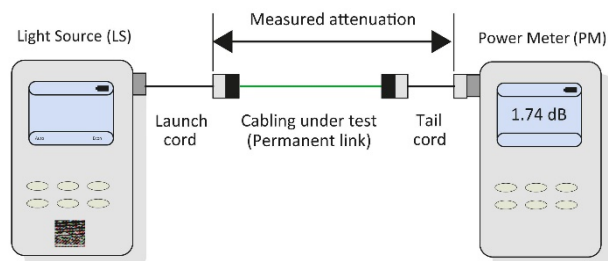 Measured attenuation
Light Source (LS)
Power Meter (PM)
Launch
cord
Cabling under test
(Permanent link)
Tail
cord
1.74 dB
Auto